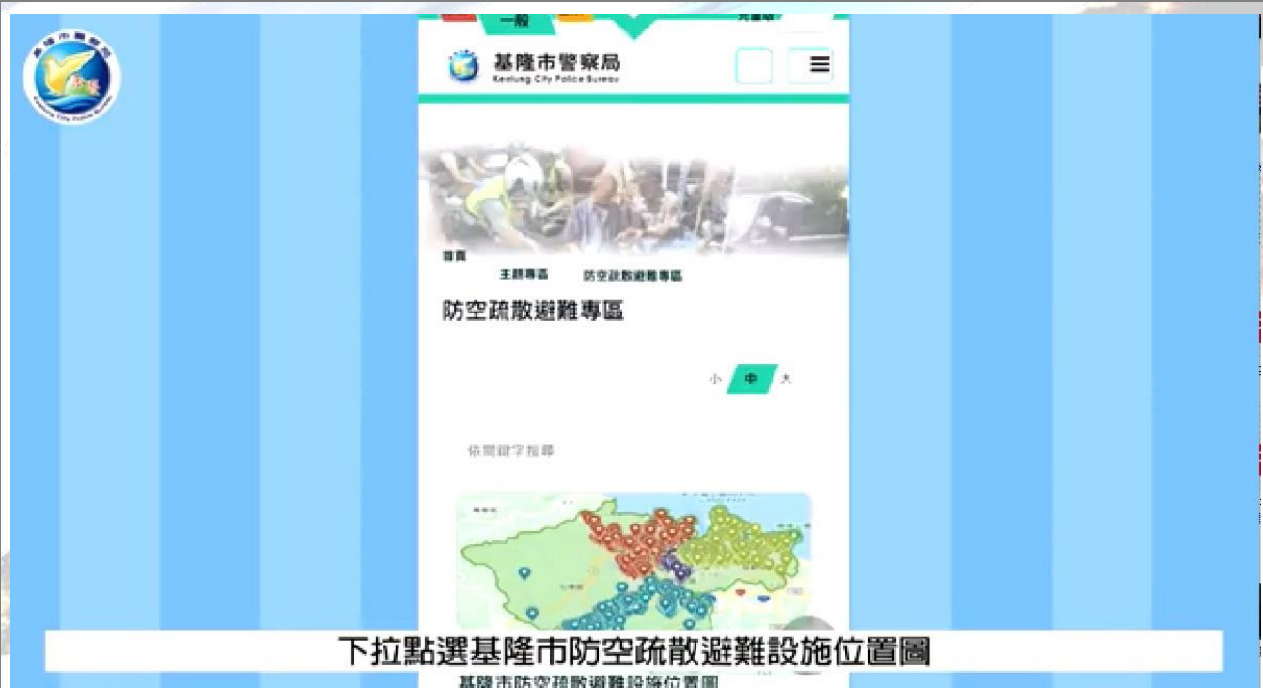 一般
兒童版
基隆市警察局
Keelung City Police Bureau
首頁
主題專區
防空疏散避難專區
防空疏散避難專區
小 中 大
依關鍵字搜尋
下拉點選基隆市防空疏散避難設施位置圖
基隆市防空疏散避難設施位置圖